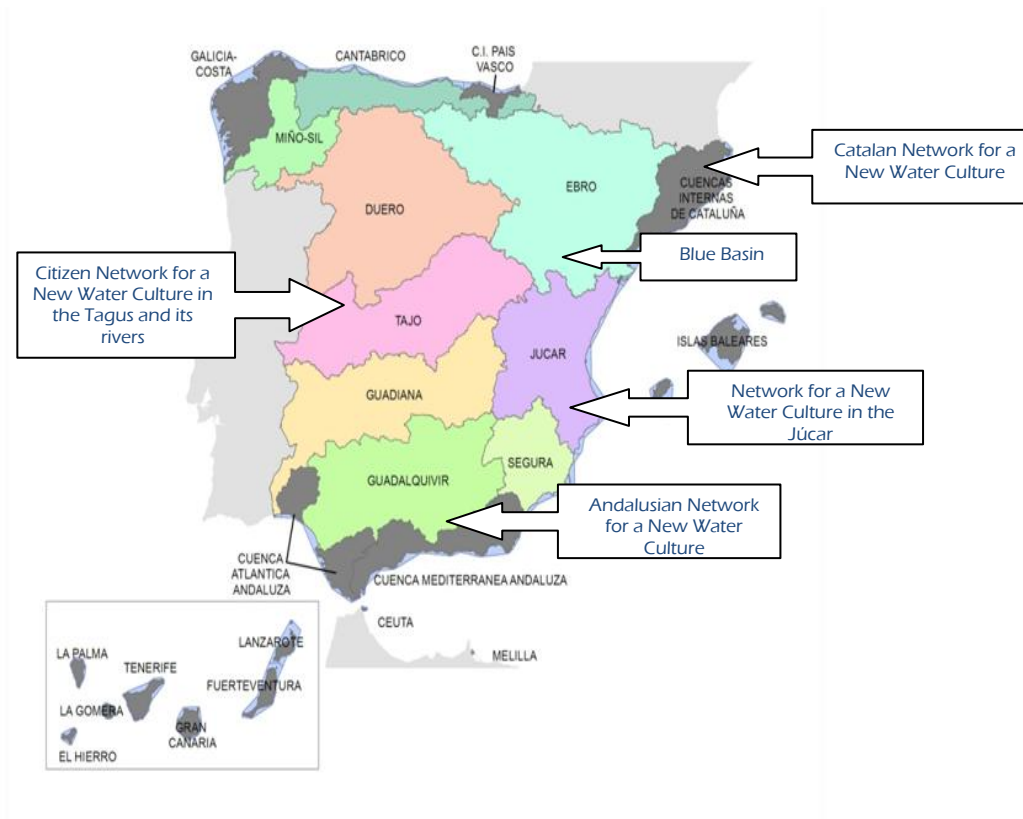 GALICIA-
COSTA
CANTABRICO
C.I. PAIS
VASCO
MIÑO-SIL
DUERO
EBRO
CUENCAS
INTERNAS
DE CATALUÑA
Catalan Network for a
New Water Culture
Blue Basin
Citizen Network for a
New Water Culture in
the Tagus and its
rivers
TAJO
JUCAR
ISLAS BALEARES
GUADIANA
Network for a New
Water Culture in the
Júcar
SEGURA
GUADALQUIVIR
Andalusian Network
for a New Water
Culture
CUENCA
ATLANTICA
ANDALUZA
CUENCA MEDITERRANEA ANDALUZA
CEUTA
MELILLA
LA PALMA
TENERIFE
LANZAROTE
FUERTEVENTURA
LA GOMERA
GRAN
CANARIA
EL HIERRO